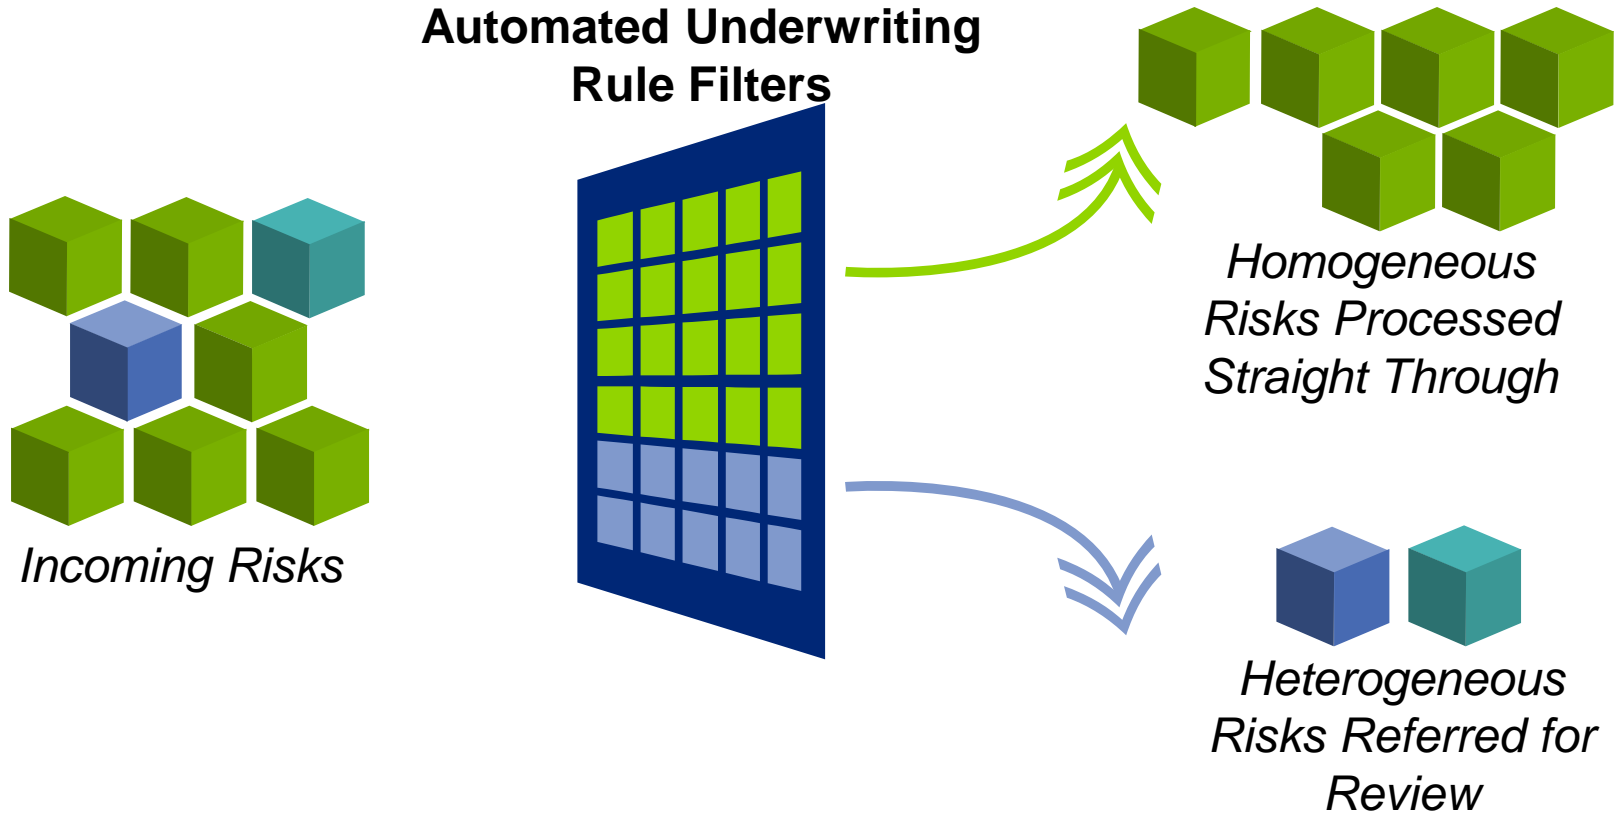 Automated Underwriting
Rule Filters
Incoming Risks
Homogeneous
Risks Processed
Straight Through
Heterogeneous
Risks Referred for
Review